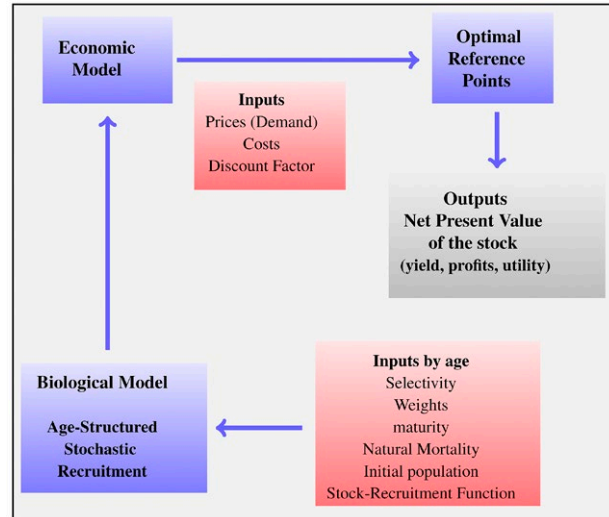 Economic
Model
Optimal
Reference
Points
Inputs
Prices (Demand)
Costs
Discount Factor
Outputs
Net Present Value
of the stock
(yield, profits, utility)
Biological Model
Age-Structured
Stochastic
Recruitment
Inputs by age
Selectivity
Weights
maturity
Natural Mortality
Initial population
Stock-Recruitment Function